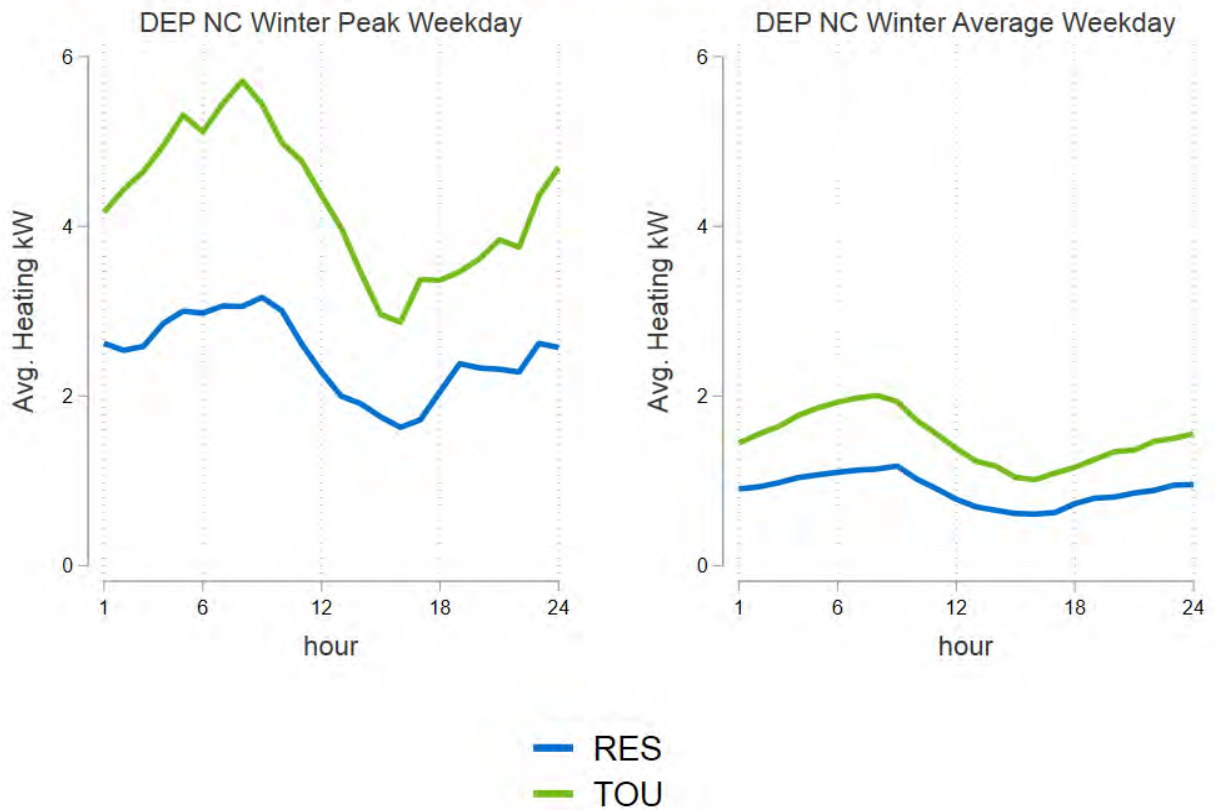 DEP NC Winter Peak Weekday
6
4
2
0
Avg. Heating kW
1 6 12 18 24
hour
DEP NC Winter Average Weekday
6
4
2
0
Avg. Heating kW
1 6 12 18 24
hour
RES
TOU